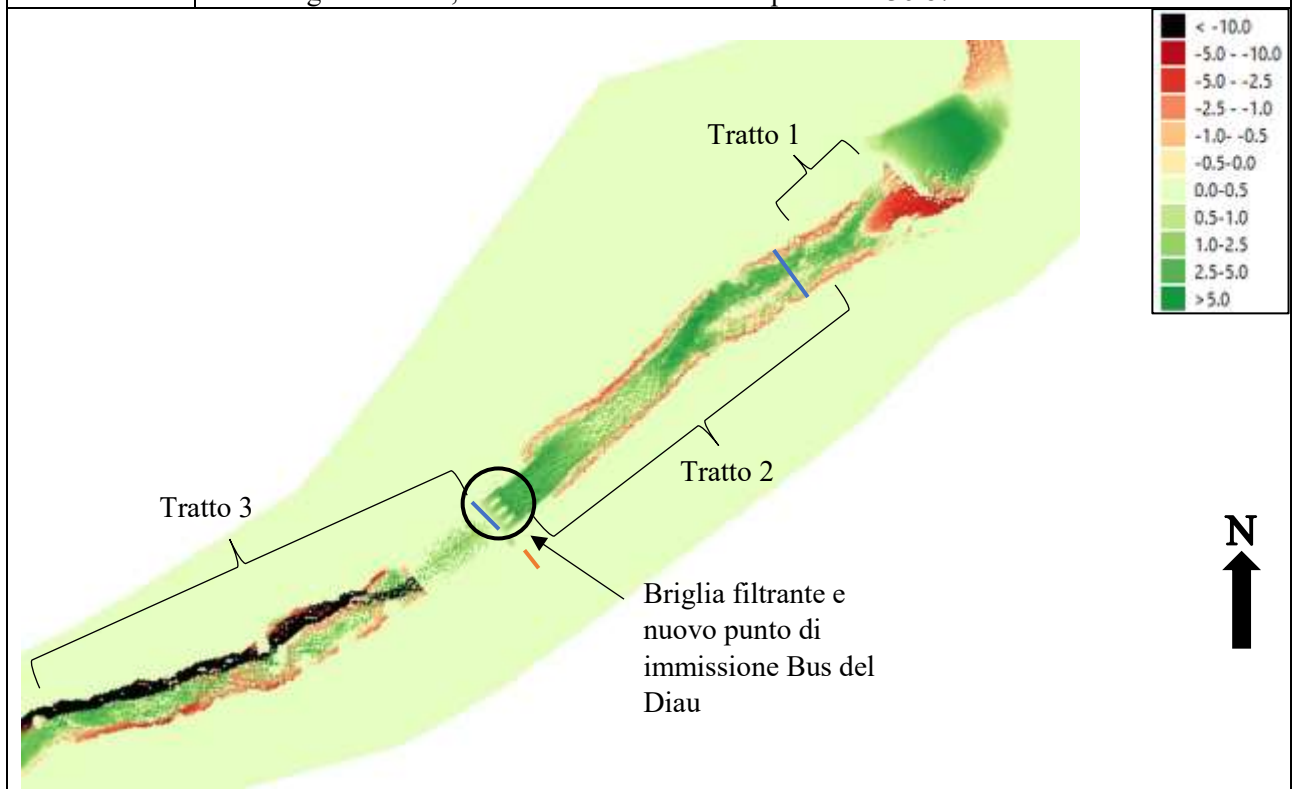 < -10.0
-5.0 - -10.0
-5.0 - -2.5
-2.5 - -1.0
-1.0- -0.5
-0.5-0.0
0.0-0.5
0.5-1.0
1.0-2.5
2.5-5.0
>5.0
Tratto 1
Tratto 2
Tratto 3
N
Briglia filtrante e
nuovo punto di
immissione Bus del
Diau